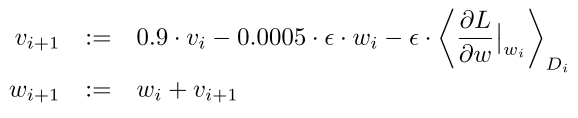 v_{i+1} := 0.9 · v_i − 0.0005 · ϵ · w_i − ϵ · ⟨ ∂L/∂w |_{w_i} ⟩_{D_i}
w_{i+1} := w_i + v_{i+1}